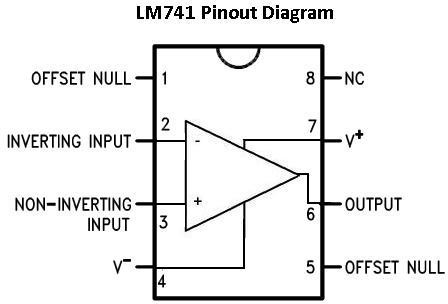 LM741 Pinout Diagram
OFFSET NULL 1 8 NC
INVERTING INPUT 2 - 7 V+
NON-INVERTING
INPUT 3 + 6 OUTPUT
V- 4 5 OFFSET NULL